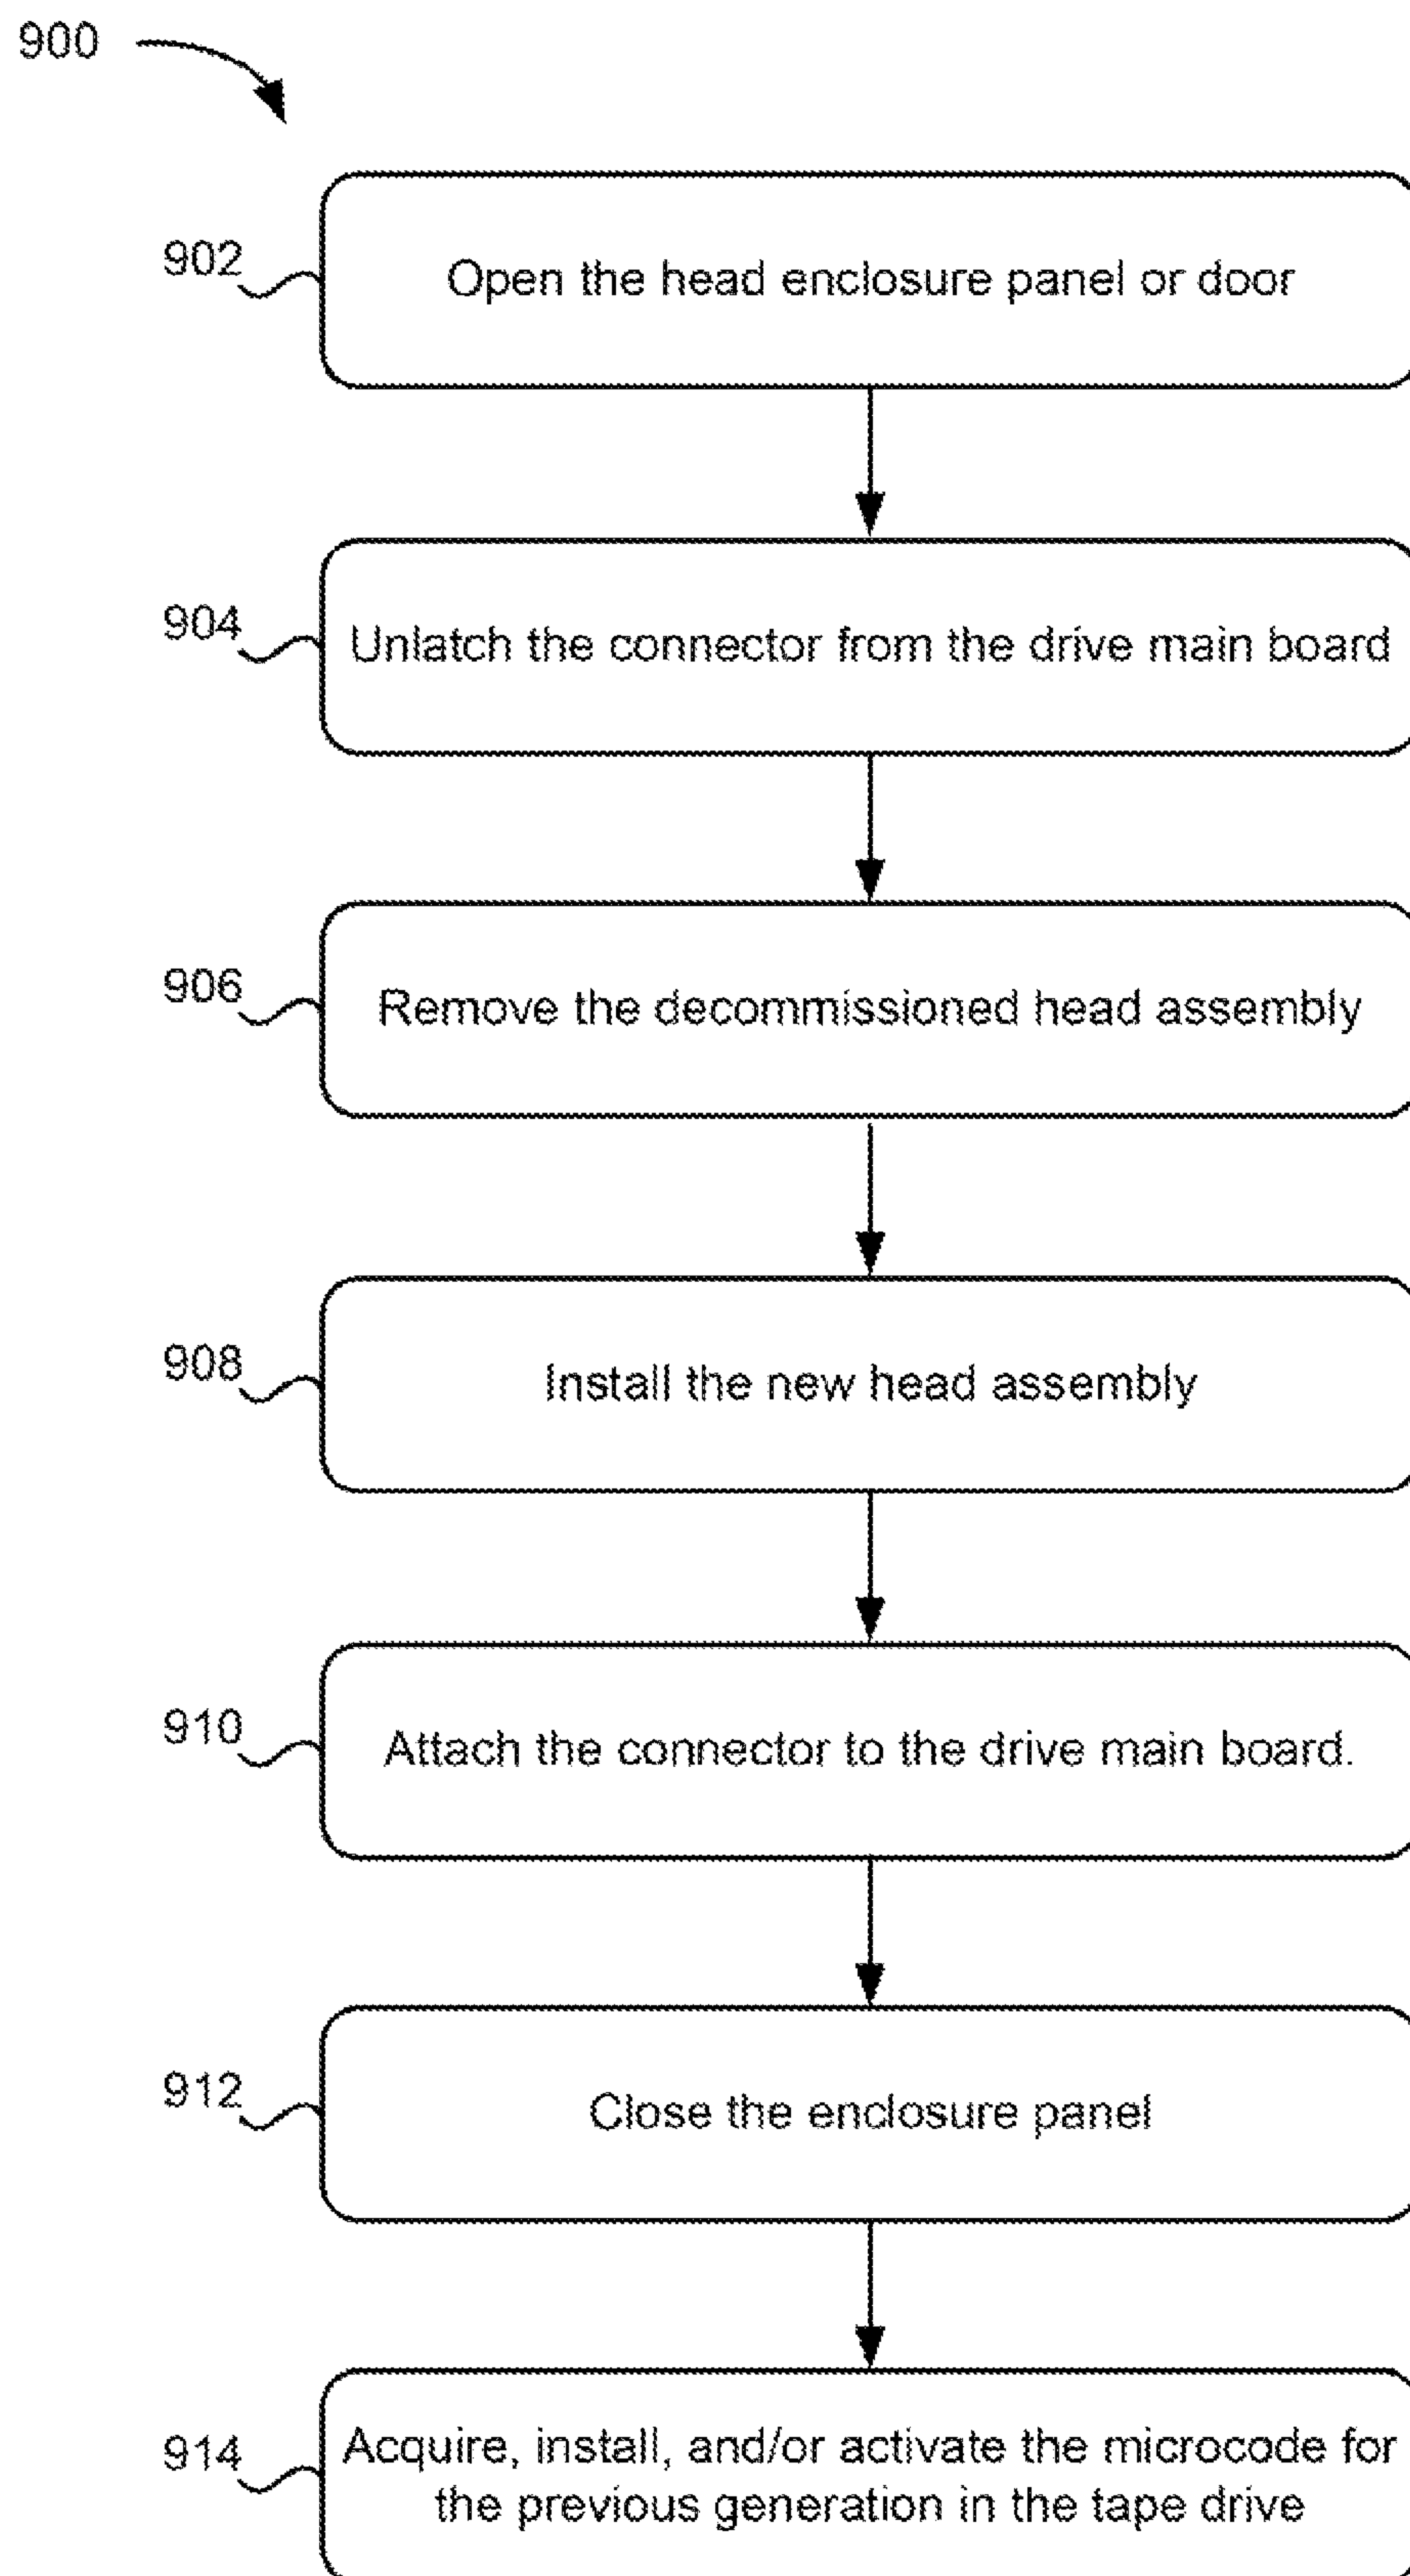 900
902
Open the head enclosure panel or door
904
Unlatch the connector from the drive main board
906
Remove the decommissioned head assembly
908
Install the new head assembly
910
Attach the connector to the drive main board.
912
Close the enclosure panel
914
Acquire, install, and/or activate the microcode for
the previous generation in the tape drive